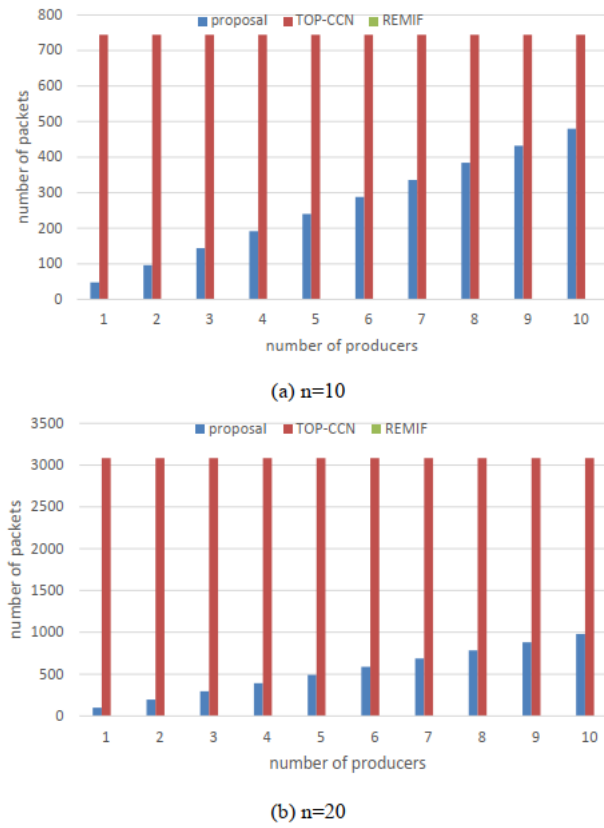 800
proposal TOP-CCN REMIF
700
600
500
400
300
200
100
0
number of packets
1 2 3 4 5 6 7 8 9 10
number of producers
(a) n=10
3500
proposal TOP-CCN REMIF
3000
2500
2000
1500
1000
500
0
number of packets
1 2 3 4 5 6 7 8 9 10
number of producers
(b) n=20